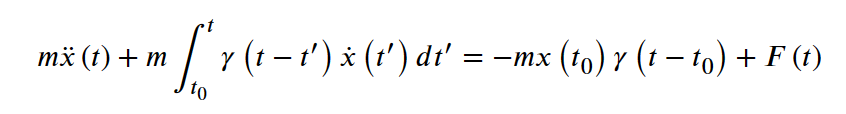 mẍ (t) + m ∫_{t₀}^{t} γ (t − t′) ẋ (t′) dt′ = −mx (t₀) γ (t − t₀) + F (t)